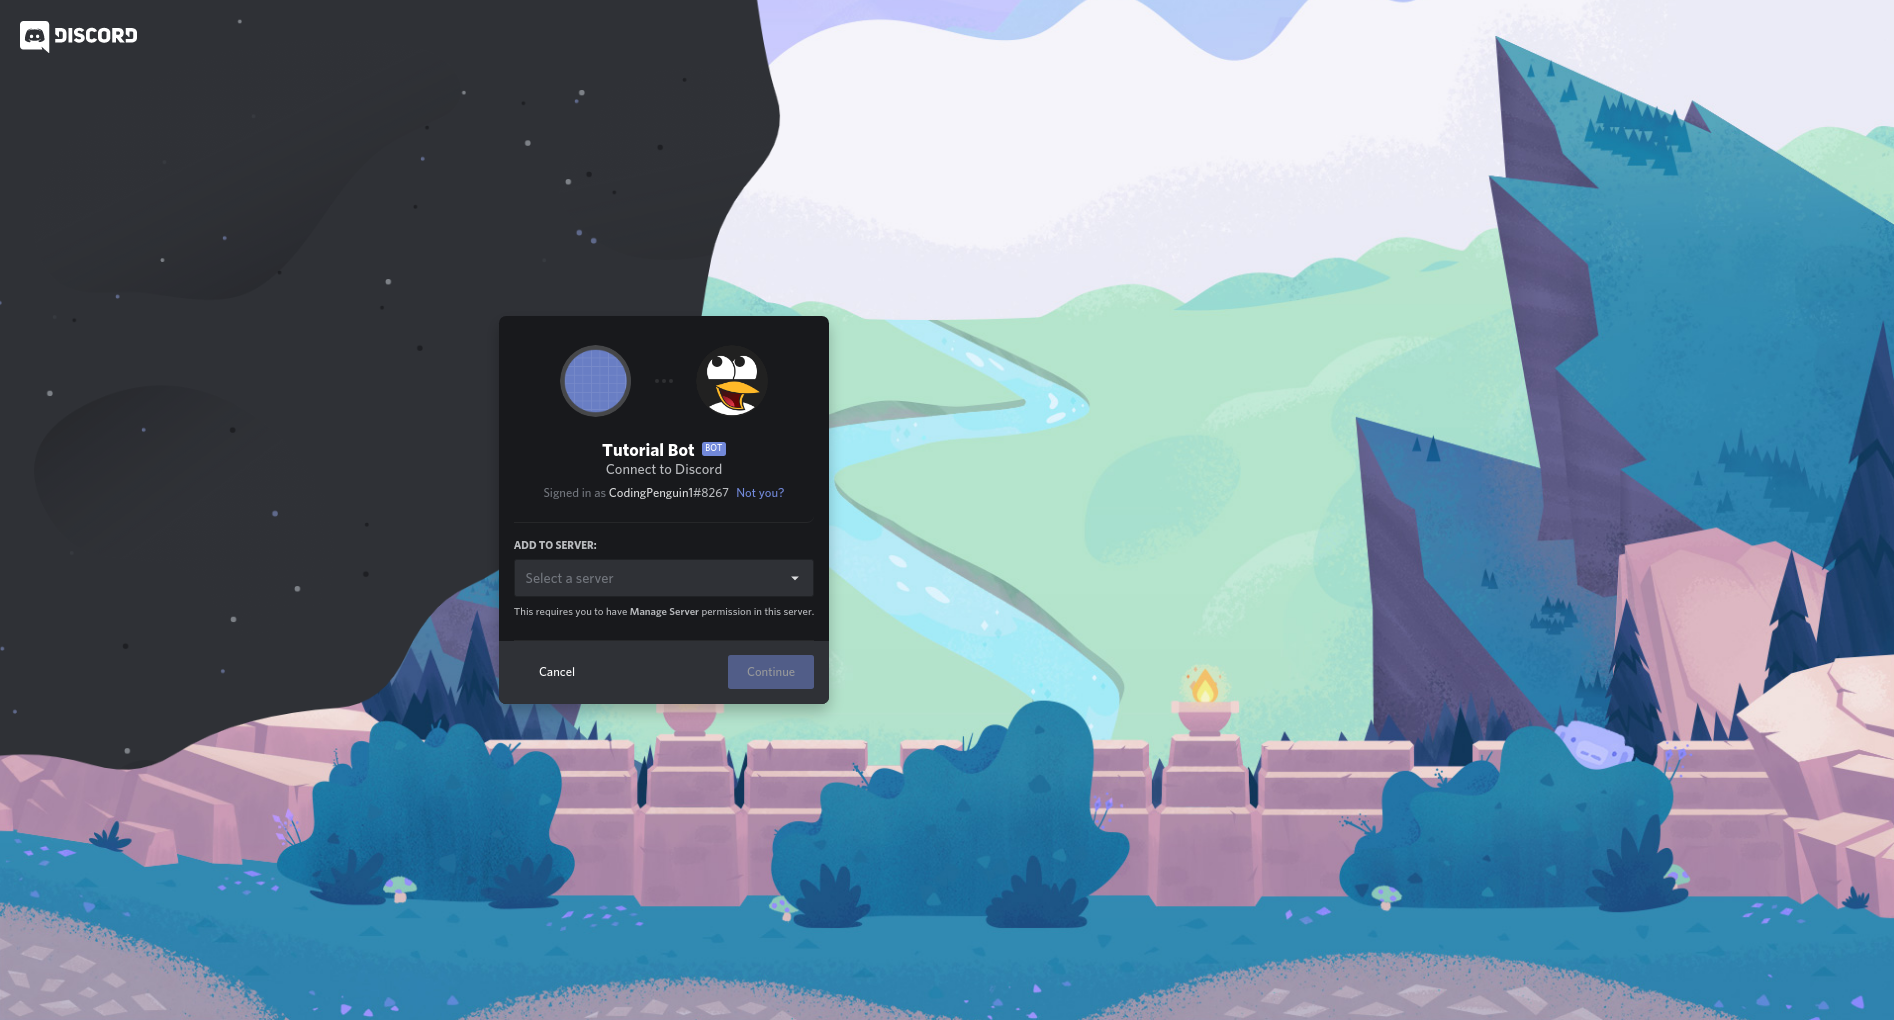 DISCORD
Tutorial Bot BOT
Connect to Discord
Signed in as CodingPenguin1#8267 Not you?
ADD TO SERVER:
Select a server
This requires you to have Manage Server permission in this server.
Cancel
Continue